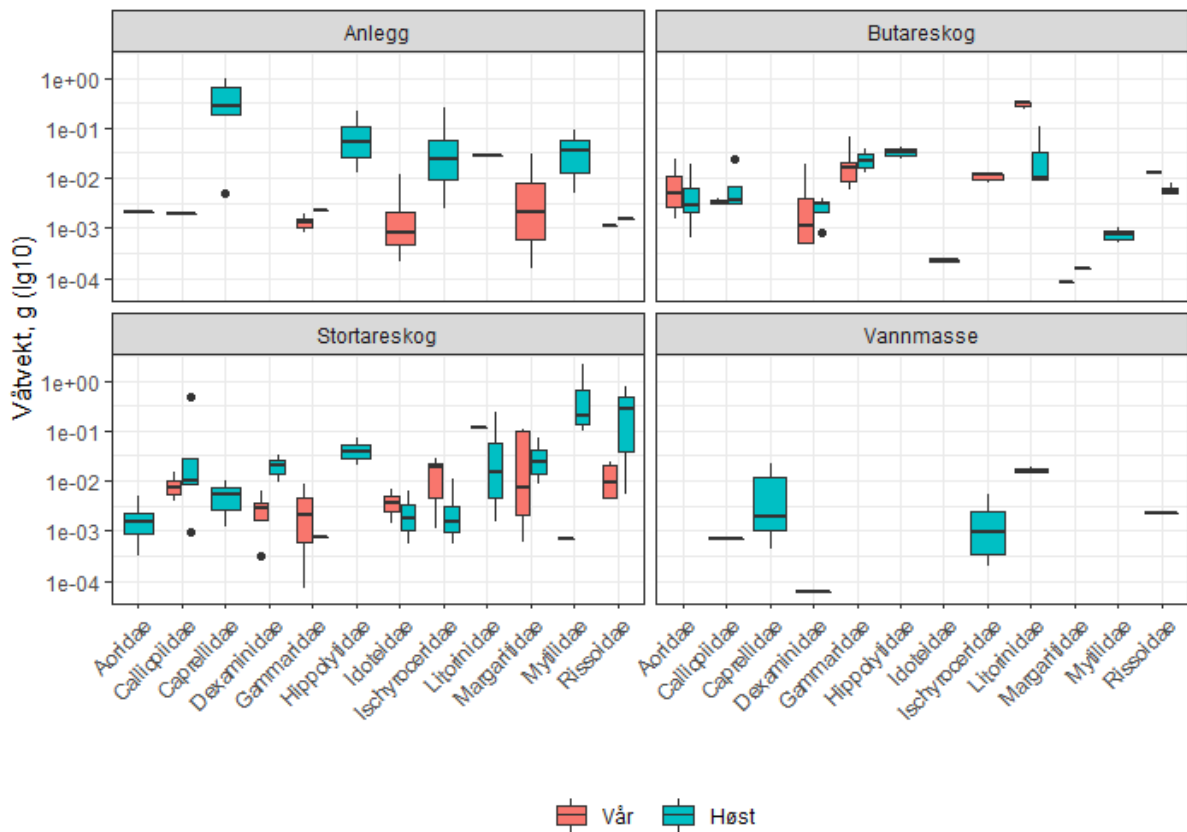 Anlegg
Butareskog
Stortareskog
Vannmasse
Våtvekt, g (lg10)
1e+00
1e-01
1e-02
1e-03
1e-04
1e+00
1e-01
1e-02
1e-03
1e-04
Aoridae
Calliopiidae
Caprellidae
Dexaminidae
Gammaridae
Hippolytidae
Idoteidae
Ischyroceridae
Litorinidae
Margaritidae
Mytilidae
Rissoidae
Aoridae
Calliopiidae
Caprellidae
Dexaminidae
Gammaridae
Hippolytidae
Idoteidae
Ischyroceridae
Litorinidae
Margaritidae
Mytilidae
Rissoidae
Vår Høst